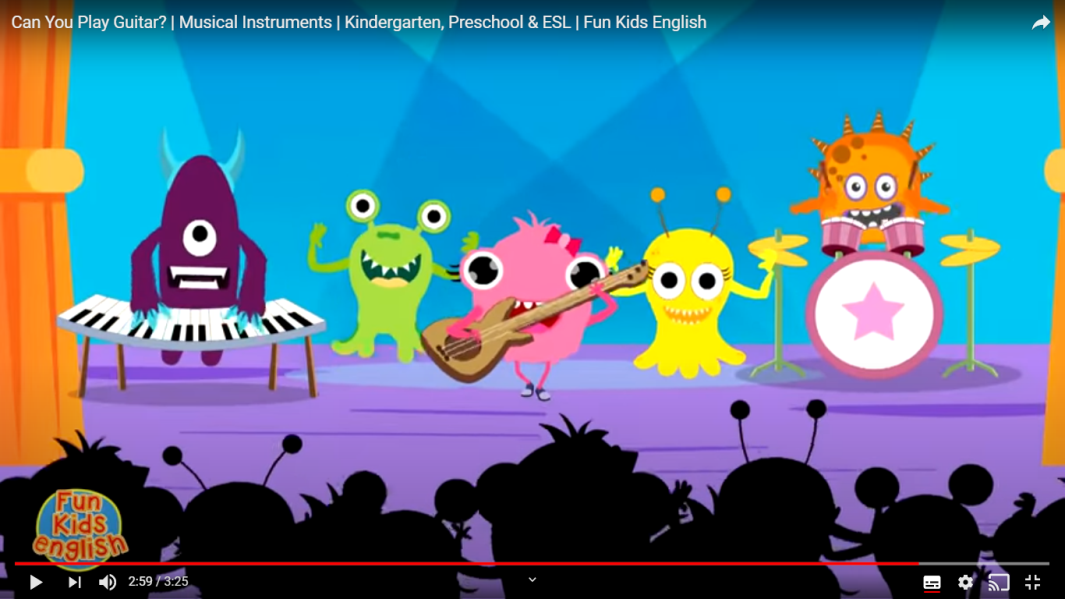 Can You Play Guitar? | Musical Instruments | Kindergarten, Preschool & ESL | Fun Kids English
Fun
Kids
english
2:59 / 3:25